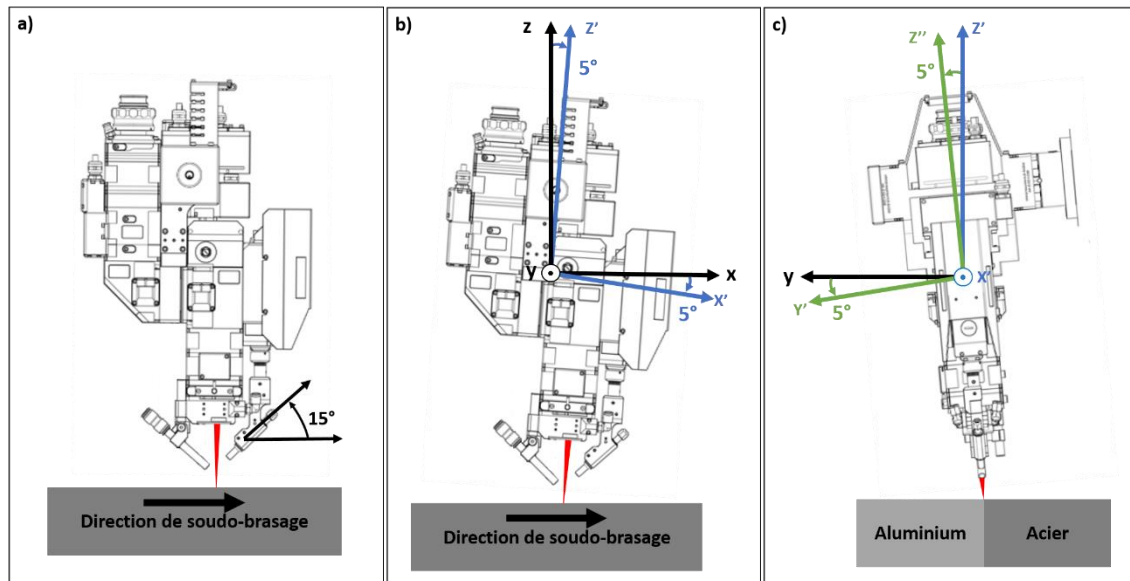 a)
15°
Direction de soudo-brasage
b)
z
Z’
5°
y
x
X’
5°
Direction de soudo-brasage
c)
Z’’
Z’
5°
y
X’
Y’
5°
Aluminium
Acier